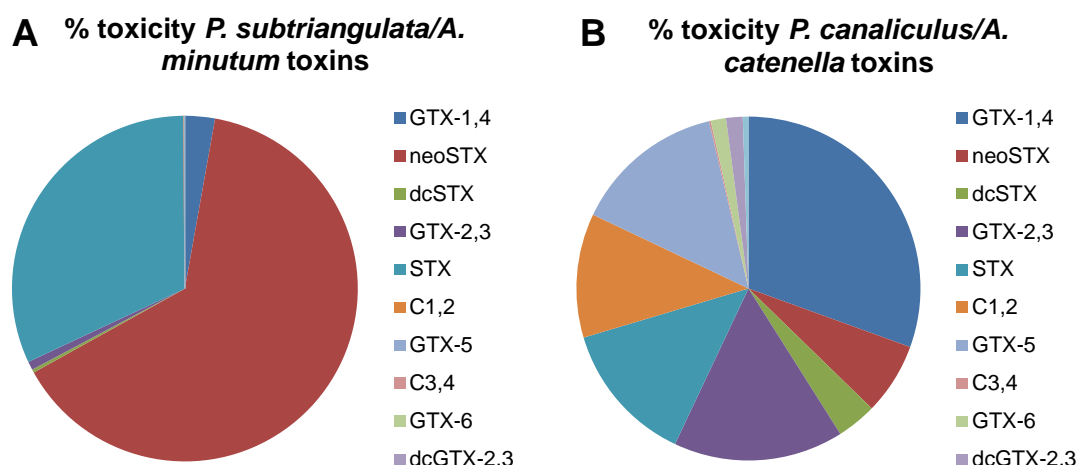 A % toxicity P. subtriangulata/A.
minutum toxins
GTX-1,4
neoSTX
dcSTX
GTX-2,3
STX
C1,2
GTX-5
C3,4
GTX-6
dcGTX-2,3
B % toxicity P. canaliculus/A.
catenella toxins
GTX-1,4
neoSTX
dcSTX
GTX-2,3
STX
C1,2
GTX-5
C3,4
GTX-6
dcGTX-2,3